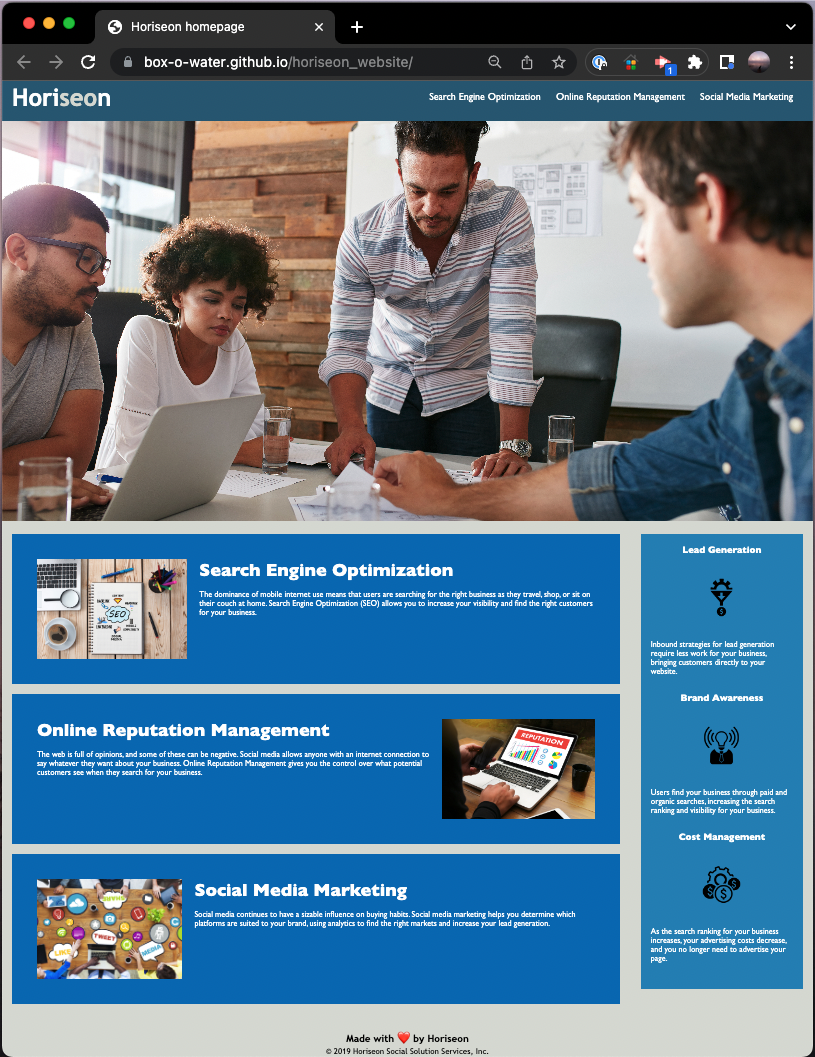 Horiseon homepage
box-o-water.github.io/horiseon_website/
1
Horiseon
Search Engine Optimization Online Reputation Management Social Media Marketing
SEO
Search Engine Optimization
The dominance of mobile internet use means that users are searching for the right business as they travel, shop, or sit on
their couch at home. Search Engine Optimization (SEO) allows you to increase your visibility and find the right customers
for your business.
Online Reputation Management
The web is full of opinions, and some of these can be negative. Social media allows anyone with an internet connection to
say whatever they want about your business. Online Reputation Management gives you the control over what potential
customers see when they search for your business.
REPUTATION
SHARE
LIKE
TWEET
MEDIA
Social Media Marketing
Social media continues to have a sizable influence on buying habits. Social media marketing helps you determine which
platforms are suited to your brand, using analytics to find the right markets and increase your lead generation.
Lead Generation
Inbound strategies for lead generation
require less work for your business,
bringing customers directly to your
website.
Brand Awareness
Users find your business through paid and
organic searches, increasing the search
ranking and visibility for your business.
Cost Management
As the search ranking for your business
increases, your advertising costs decrease,
and you no longer need to advertise your
page.
Made with ❤️ by Horiseon
© 2019 Horiseon Social Solution Services, Inc.